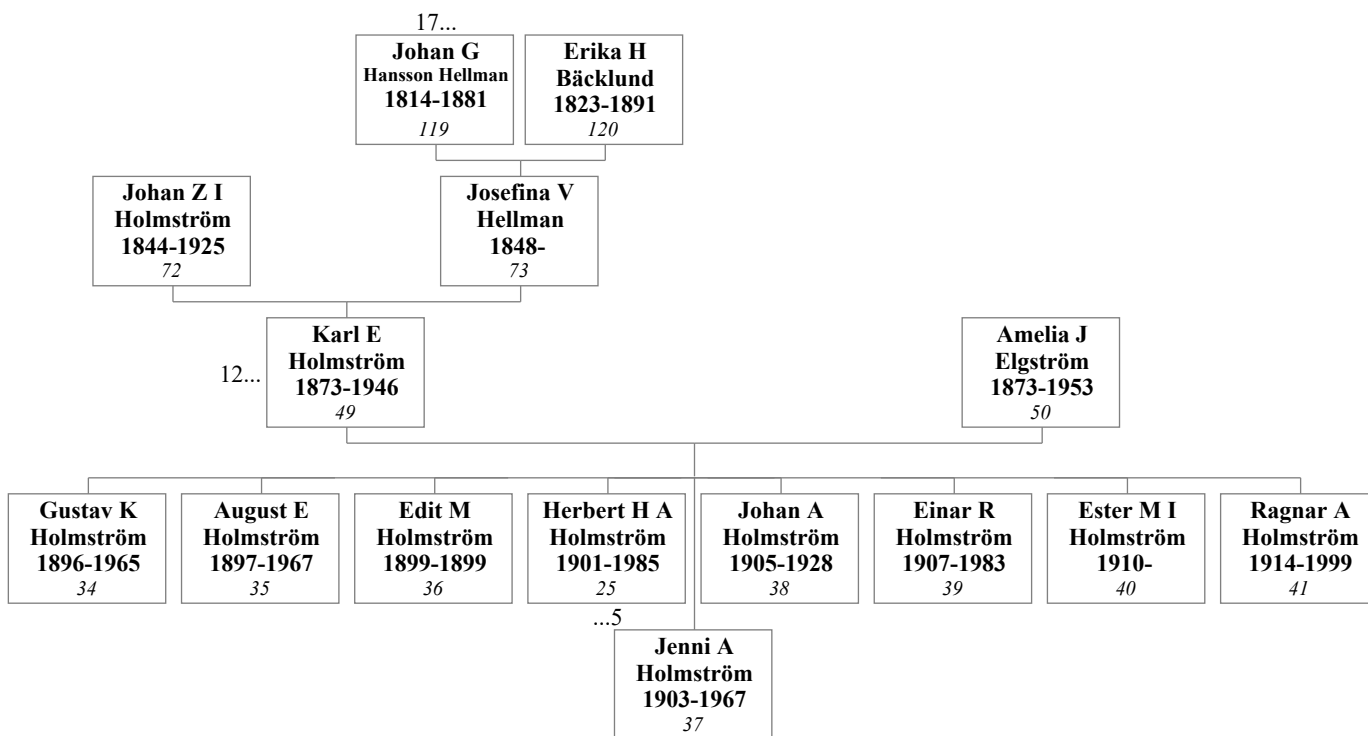 17...
Johan G
Hansson Hellman
1814-1881
119
Erika H
Bäcklund
1823-1891
120
Johan Z I
Holmström
1844-1925
72
Josefina V
Hellman
1848-
73
12...
Karl E
Holmström
1873-1946
49
Amelia J
Elgström
1873-1953
50
Gustav K
Holmström
1896-1965
34
August E
Holmström
1897-1967
35
Edit M
Holmström
1899-1899
36
Herbert H A
Holmström
1901-1985
25
...5
Johan A
Holmström
1905-1928
38
Einar R
Holmström
1907-1983
39
Ester M I
Holmström
1910-
40
Ragnar A
Holmström
1914-1999
41
Jenni A
Holmström
1903-1967
37